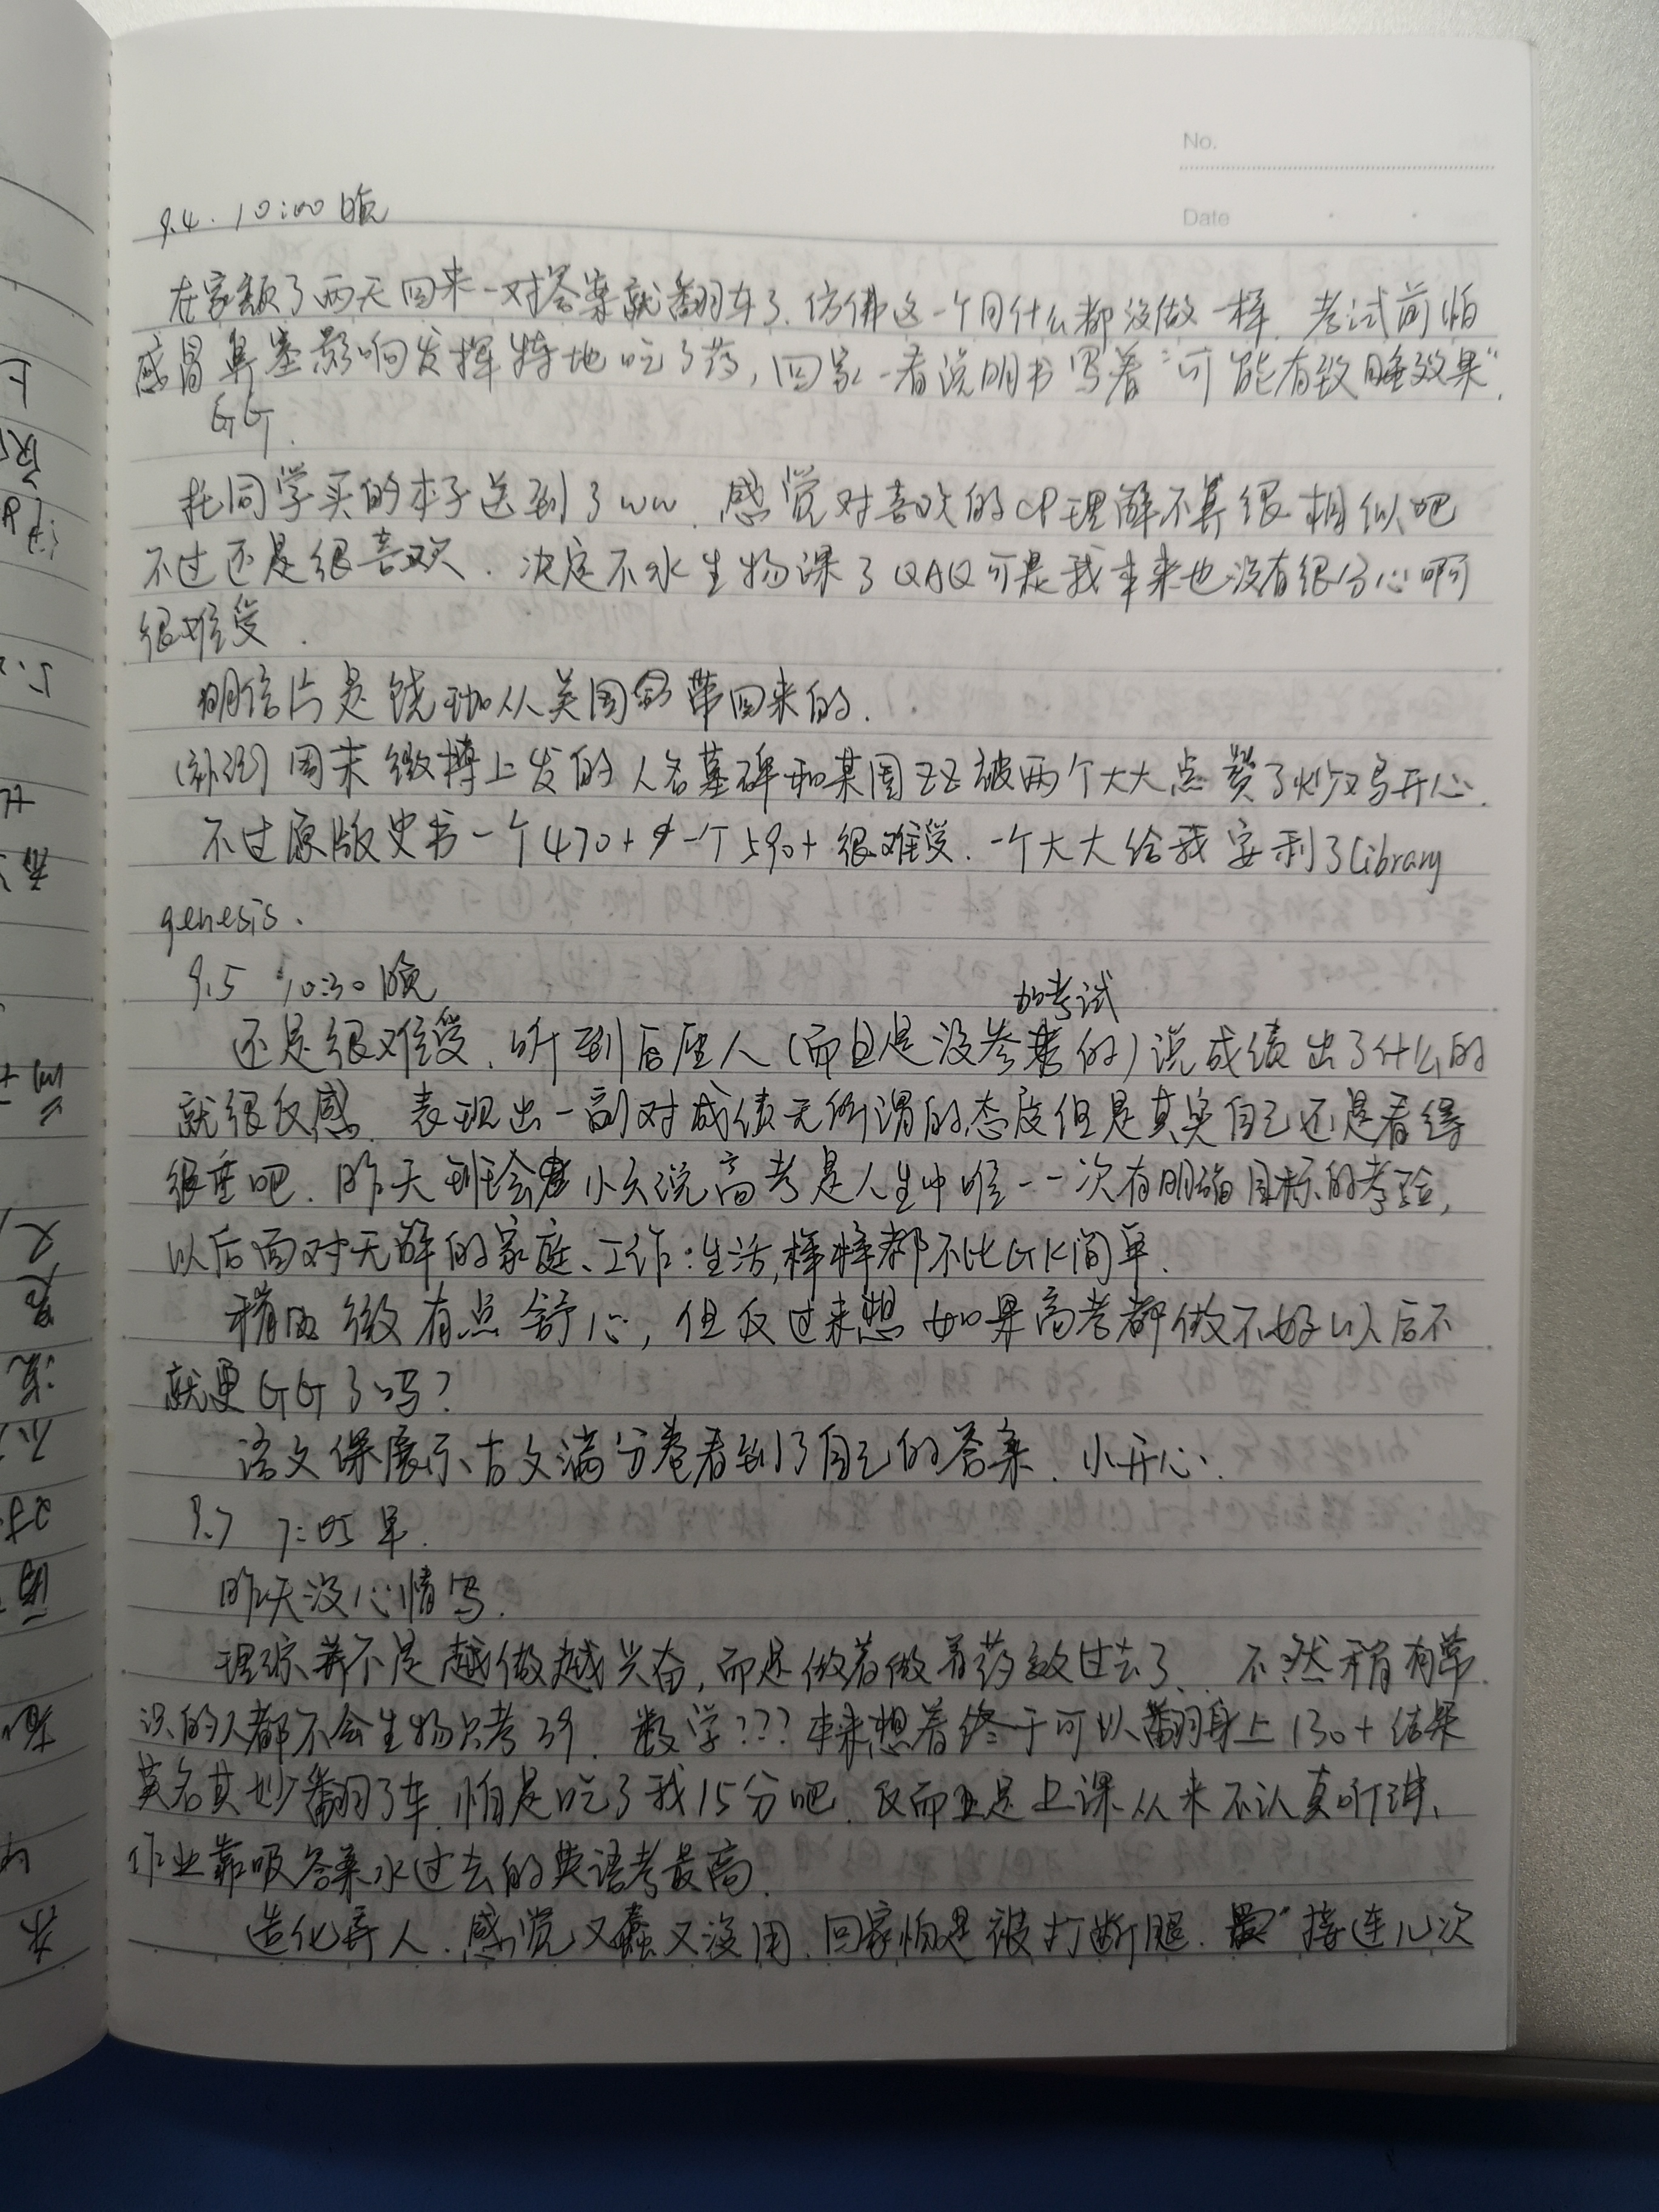 No.
Date
9.4. 10:00 晚
在家颓了两天回来一对答案就翻车了.仿佛这一个月什么都没做一样.考试前怕
感冒鼻塞影响发挥特地吃了药,回家一看说明书写着"可能有致睡效果".
GG.
托同学买的本子送到了ww.感觉对喜欢的CP理解不算很相似吧
不过还是很喜欢.决定不水生物课了QAQ可是我本来也没有很分心啊
很难受.
明信片是饶珈从美国带回来的.
(补注)周末微博上发的人名墓碑和某周ZZ被两个大大点赞了炒鸡开心.
不过原版史书一个470+一个590+很难受.一个大大给我安利了Library
genesis.
9.5 10:30 晚
加考试
还是很难受.听到后座人(而且是没参的)说成绩出了什么的
就很反感.表现出一副对成绩无所谓的态度但是其实自己还是看得
很重吧.昨天班会小久说高考是人生中唯一一次有明确目标的考验,
以后面对无解的家庭、工作:生活,样样都不比GK简单.
稍微有点舒心,但反过来想如果高考都做不好以后不
就更GG了吗?
语文课展示古文满分卷看到了自己的答案.小开心.
9.7 7:05 早.
昨天没心情写.
理综并不是越做越兴奋,而是做着做着药效过去了..不然稍有常
识的人都不会生物只考39.数学???本来想着终于可以翻身上130+结果
莫名其妙翻了车.怕是吃了我15分吧.反而是上课从来不认真听讲、
作业靠吸答案水过去的英语考最高.
造化弄人.感觉又蠢又没用.回家怕是被打断腿."接连几次